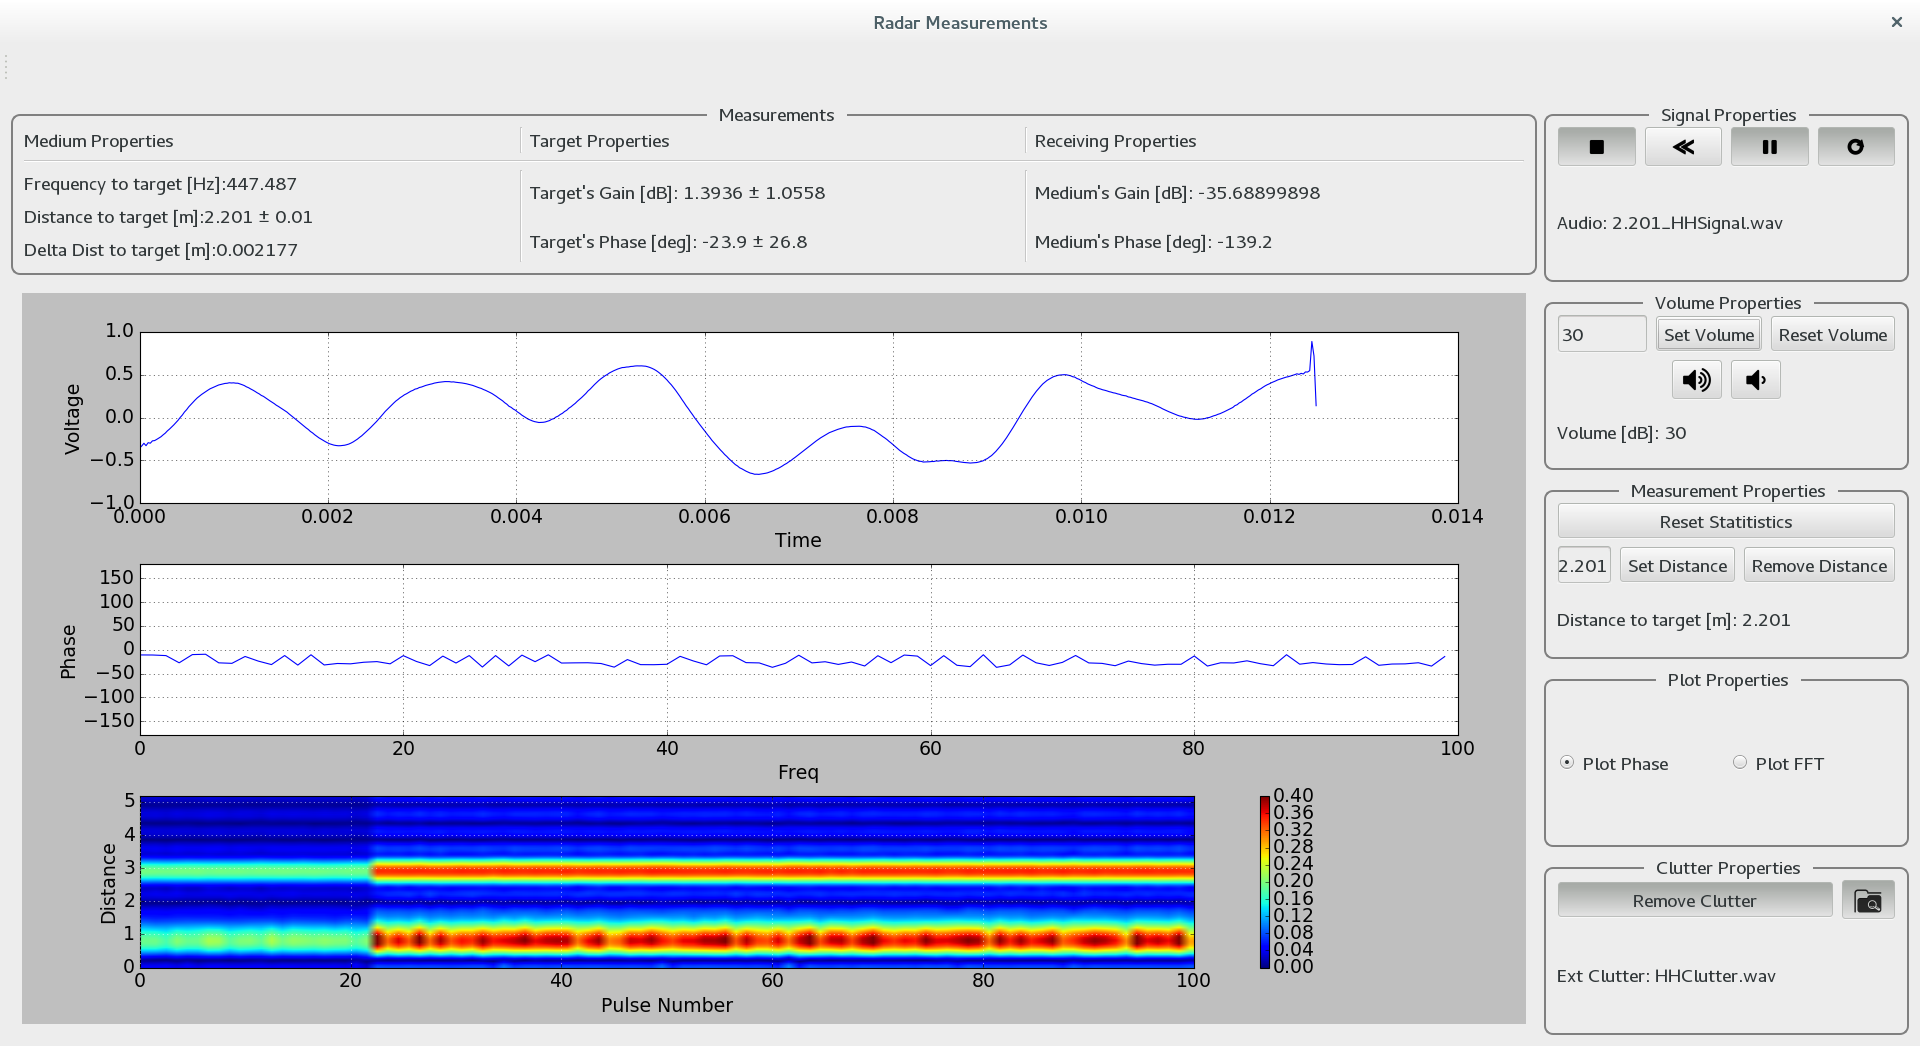 Radar Measurements
Measurements
Medium Properties
Target Properties
Receiving Properties
Frequency to target [Hz]:447.487
Distance to target [m]:2.201 ± 0.01
Delta Dist to target [m]:0.002177
Target's Gain [dB]: 1.3936 ± 1.0558
Target's Phase [deg]: -23.9 ± 26.8
Medium's Gain [dB]: -35.68899898
Medium's Phase [deg]: -139.2
Signal Properties
Audio: 2.201_HHSignal.wav
Volume Properties
30
Set Volume
Reset Volume
Volume [dB]: 30
Measurement Properties
Reset Statitistics
2.201
Set Distance
Remove Distance
Distance to target [m]: 2.201
Plot Properties
Plot Phase
Plot FFT
Clutter Properties
Remove Clutter
Ext Clutter: HHClutter.wav
Voltage
1.0
0.5
0.0
−0.5
−1.0
0.000 0.002 0.004 0.006 0.008 0.010 0.012 0.014
Time
Phase
150
100
50
0
−50
−100
−150
0 20 40 60 80 100
Freq
Distance
5
4
3
2
1
0
0 20 40 60 80 100
Pulse Number
0.40
0.36
0.32
0.28
0.24
0.20
0.16
0.12
0.08
0.04
0.00